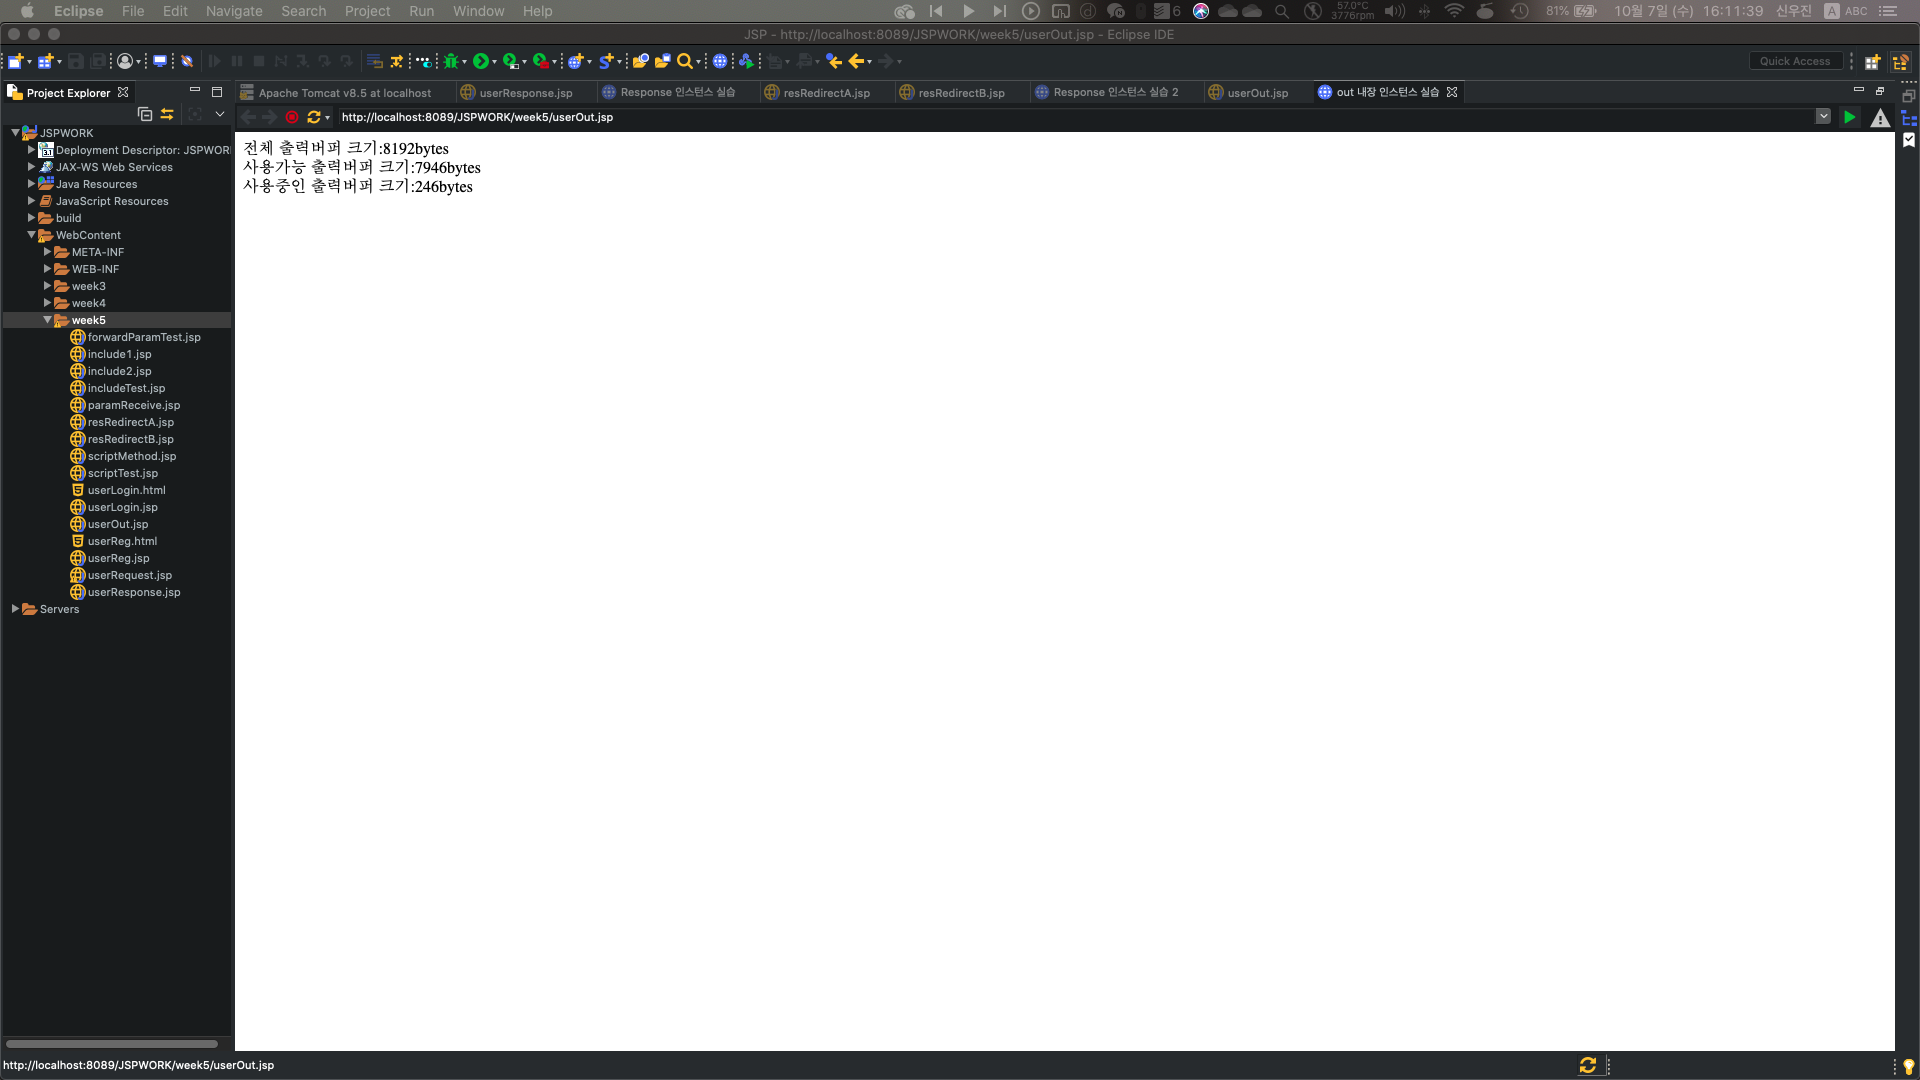 Eclipse File Edit Navigate Search Project Run Window Help
6 57.0°C 3776rpm 81% 10월 7일 (수) 16:11:39 신우진 A ABC
JSP - http://localhost:8089/JSPWORK/week5/userOut.jsp - Eclipse IDE
Quick Access
Project Explorer
Apache Tomcat v8.5 at localhost
userResponse.jsp
Response 인스턴스 실습
resRedirectA.jsp
resRedirectB.jsp
Response 인스턴스 실습 2
userOut.jsp
out 내장 인스턴스 실습
http://localhost:8089/JSPWORK/week5/userOut.jsp
JSPWORK
Deployment Descriptor: JSPWOR
JAX-WS Web Services
Java Resources
JavaScript Resources
build
WebContent
META-INF
WEB-INF
week3
week4
week5
forwardParamTest.jsp
include1.jsp
include2.jsp
includeTest.jsp
paramReceive.jsp
resRedirectA.jsp
resRedirectB.jsp
scriptMethod.jsp
scriptTest.jsp
userLogin.html
userLogin.jsp
userOut.jsp
userReg.html
userReg.jsp
userRequest.jsp
userResponse.jsp
Servers
전체 출력버퍼 크기:8192bytes
사용가능 출력버퍼 크기:7946bytes
사용중인 출력버퍼 크기:246bytes
http://localhost:8089/JSPWORK/week5/userOut.jsp